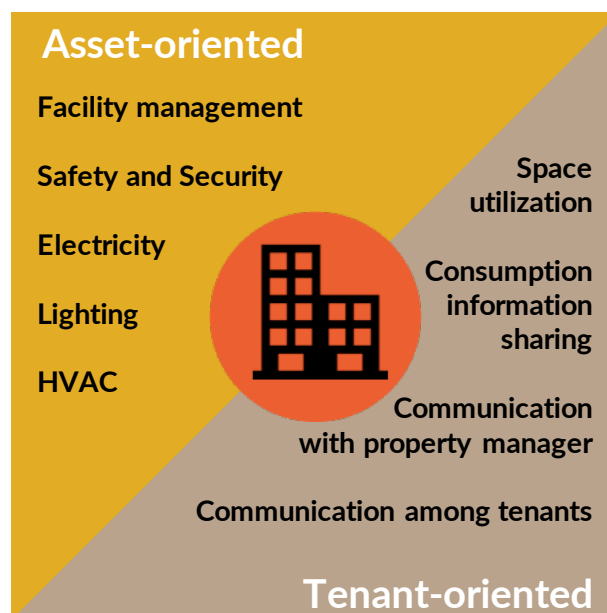 Asset-oriented
Facility management
Safety and Security
Electricity
Lighting
HVAC
Space
utilization
Consumption
information
sharing
Communication
with property manager
Communication among tenants
Tenant-oriented